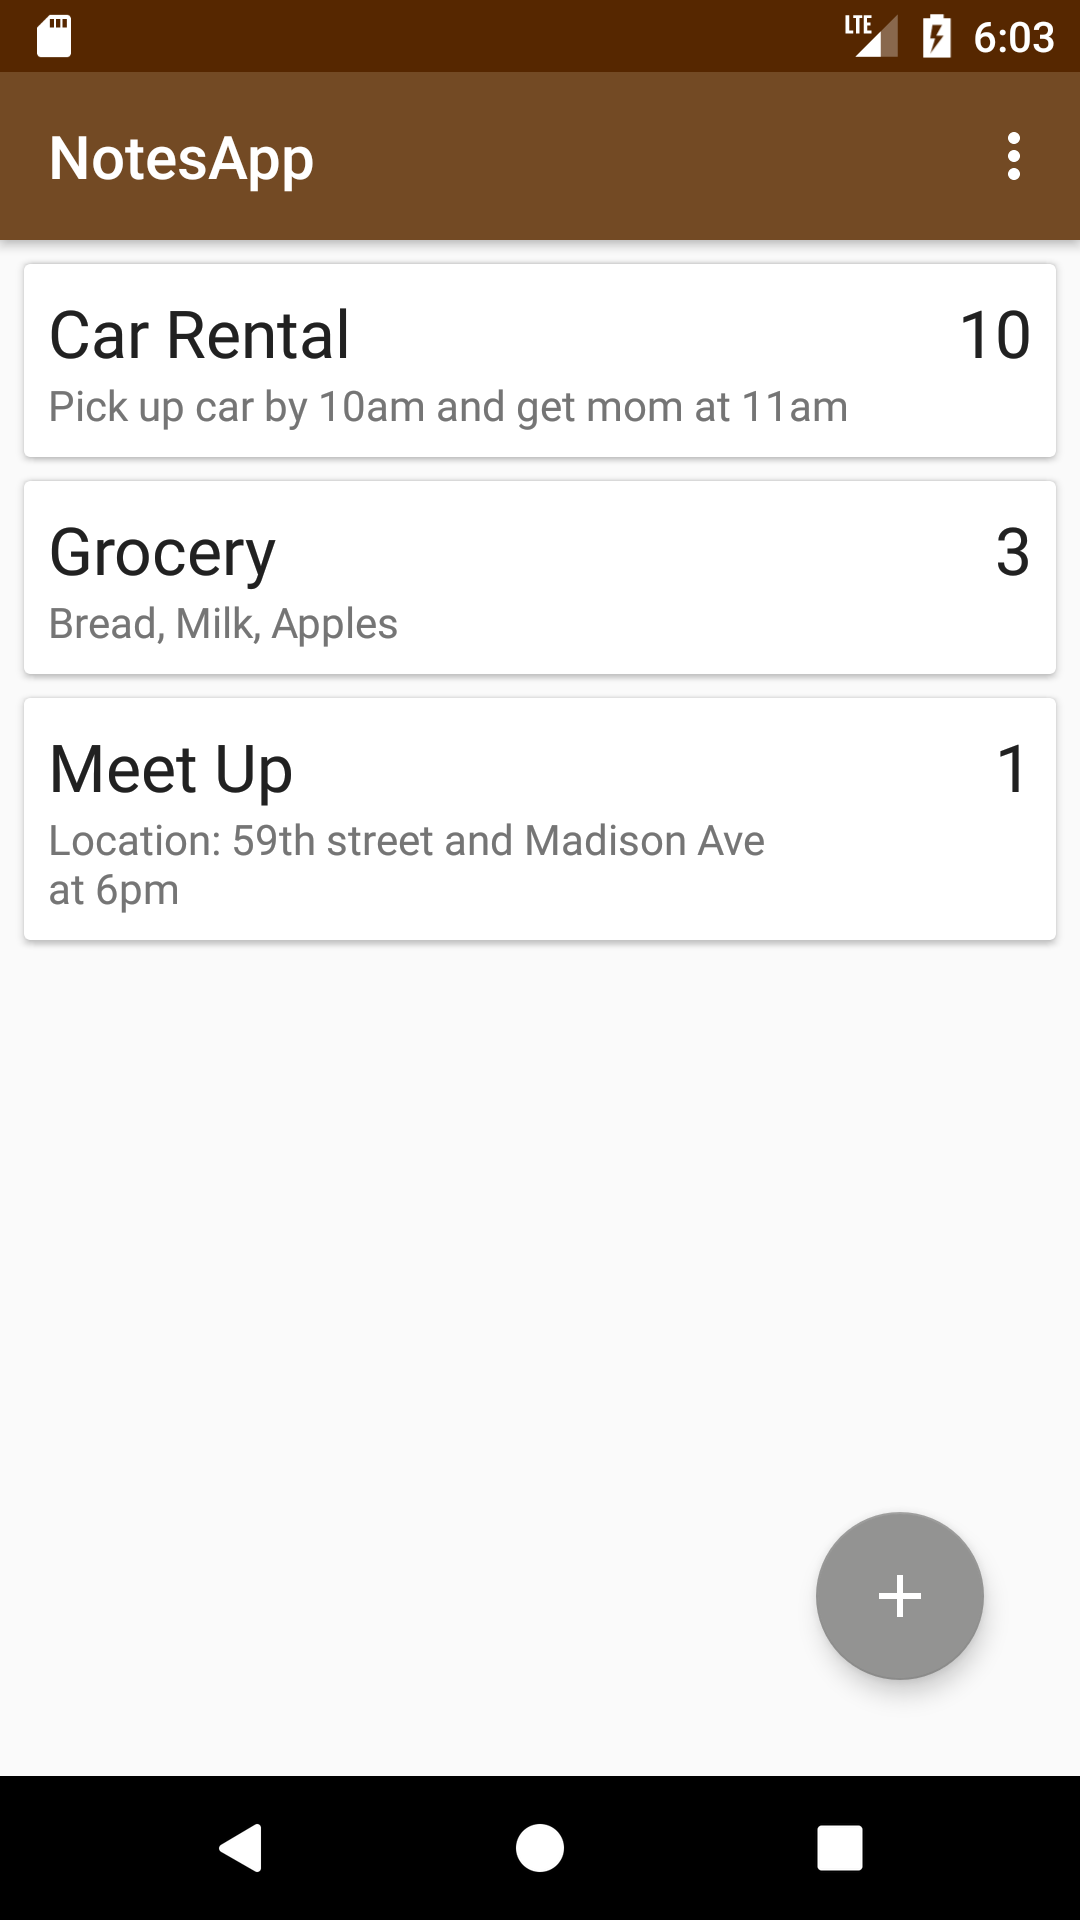 LTE 6:03
NotesApp
Car Rental 10
Pick up car by 10am and get mom at 11am
Grocery 3
Bread, Milk, Apples
Meet Up 1
Location: 59th street and Madison Ave
at 6pm